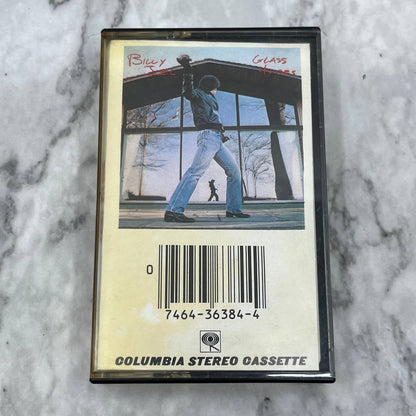 BILLY JOEL GLASS HOUSES
0
7464-36384-4
COLUMBIA STEREO CASSETTE